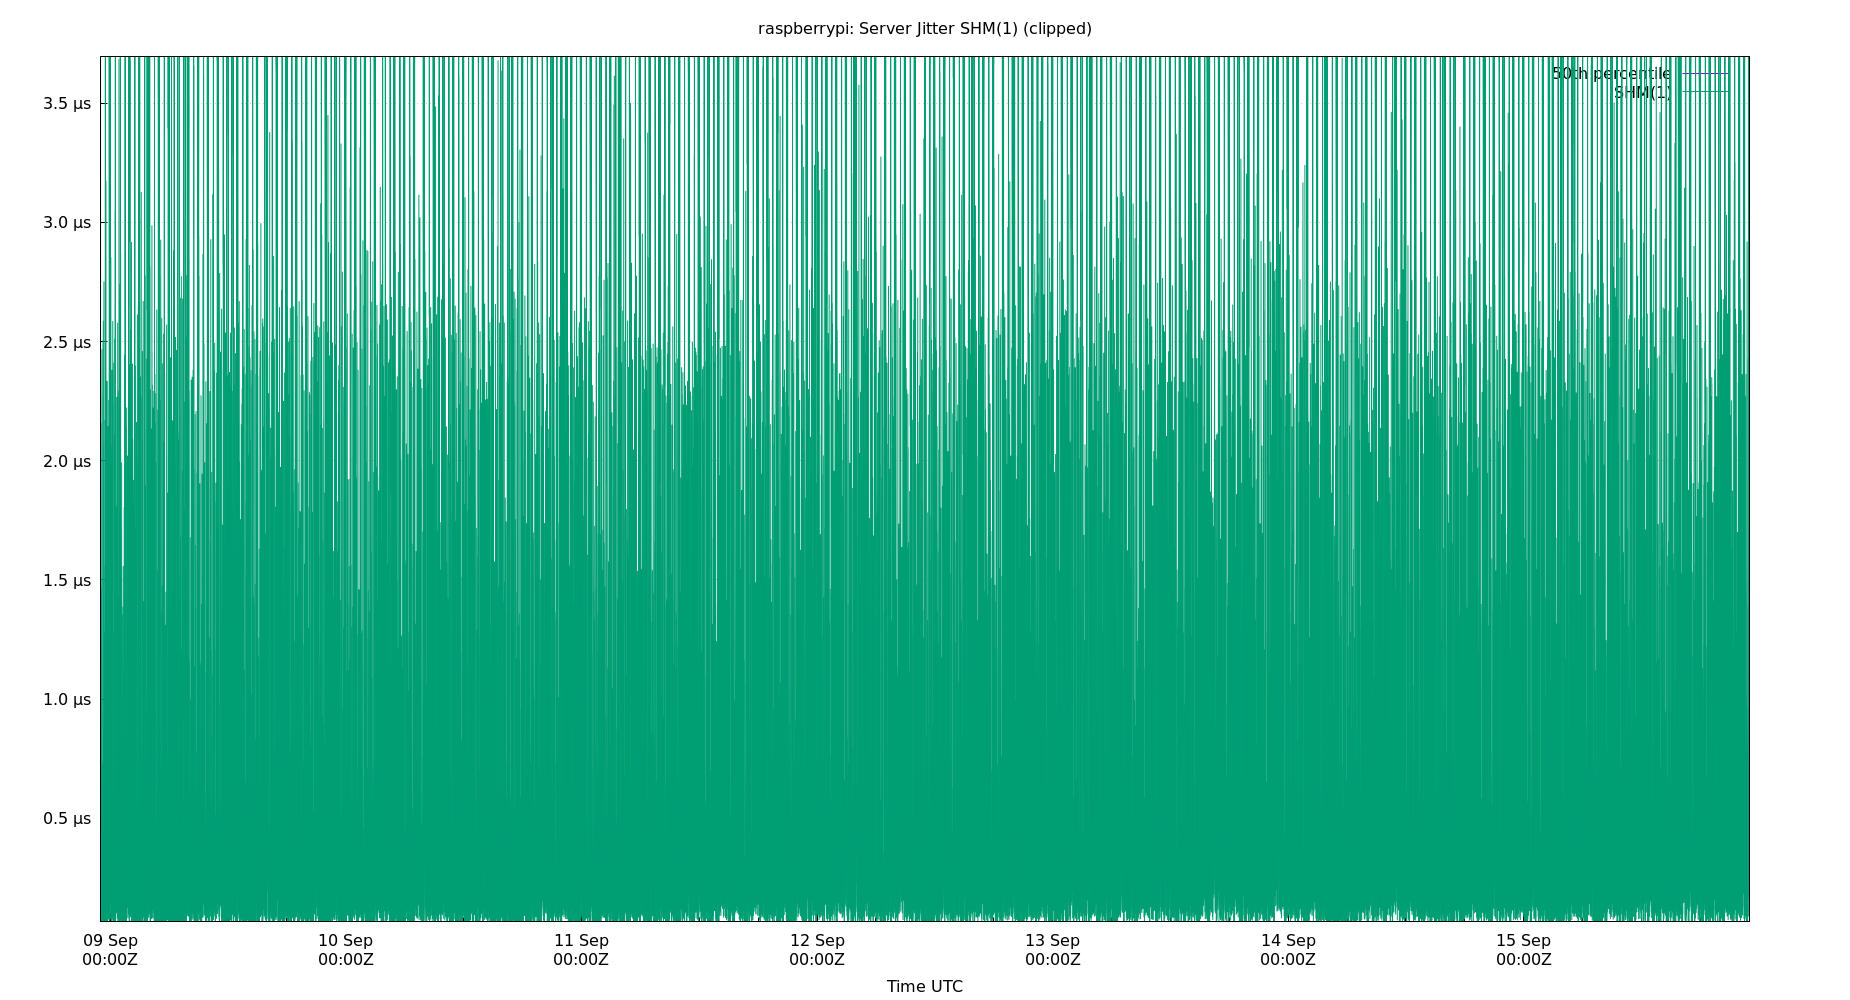 raspberrypi: Server Jitter SHM(1) (clipped)
50th percentile
SHM(1)
3.5 µs
3.0 µs
2.5 µs
2.0 µs
1.5 µs
1.0 µs
0.5 µs
09 Sep 10 Sep 11 Sep 12 Sep 13 Sep 14 Sep 15 Sep
00:00Z 00:00Z 00:00Z 00:00Z 00:00Z 00:00Z 00:00Z
Time UTC